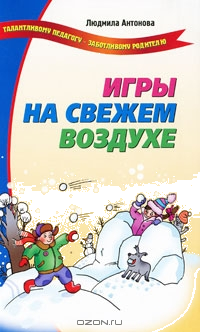 ТАЛАНТЛИВОМУ ПЕДАГОГУ - ЗАБОТЛИВОМУ РОДИТЕЛЮ
Людмила Антонова
ИГРЫ
НА СВЕЖЕМ
ВОЗДУХЕ
OZON.ru